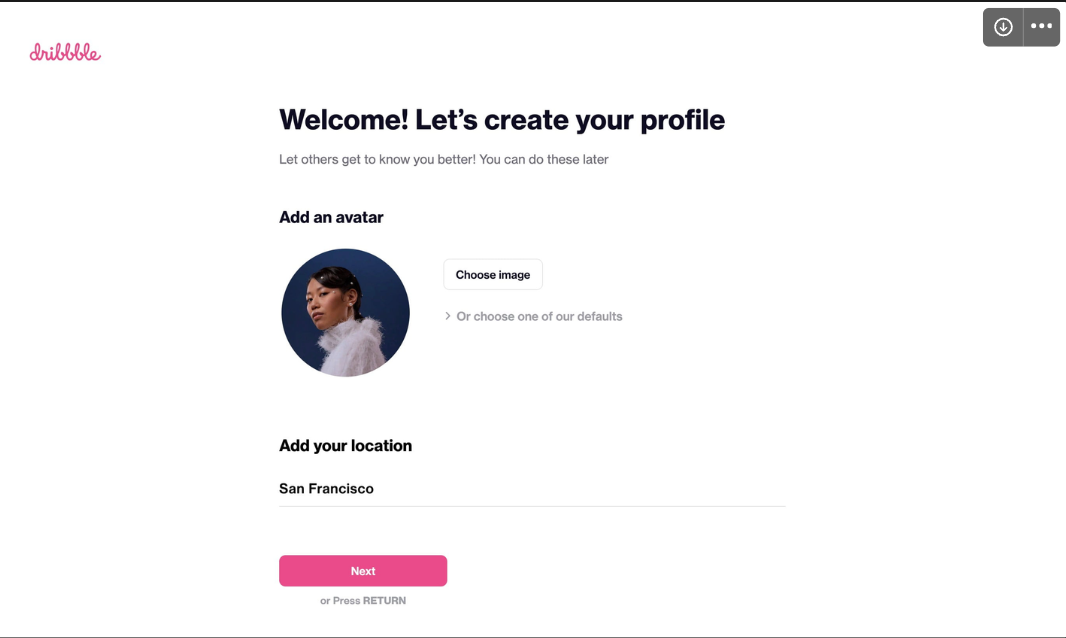 dribbble
Welcome! Let’s create your profile
Let others get to know you better! You can do these later
Add an avatar
Choose image
> Or choose one of our defaults
Add your location
San Francisco
Next
or Press RETURN